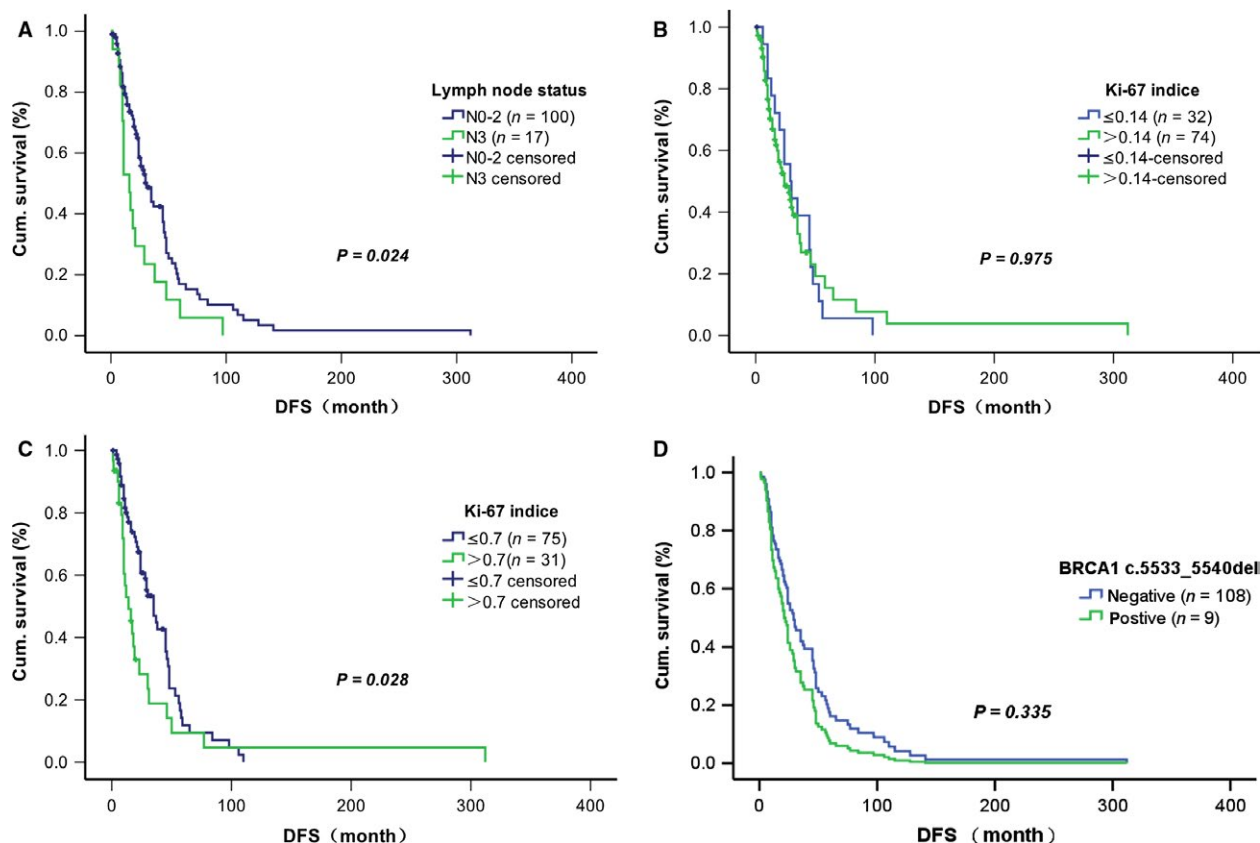 A
Cum. survival (%)
1.0
0.8
0.6
0.4
0.2
0.0
Lymph node status
N0-2 (n = 100)
N3 (n = 17)
N0-2 censored
N3 censored
P = 0.024
0 100 200 300 400
DFS（month）
B
Cum. survival (%)
1.0
0.8
0.6
0.4
0.2
0.0
Ki-67 indice
≤0.14 (n = 32)
>0.14 (n = 74)
≤0.14-censored
>0.14-censored
P = 0.975
0 100 200 300 400
DFS（month）
C
Cum. survival (%)
1.0
0.8
0.6
0.4
0.2
0.0
Ki-67 indice
≤0.7 (n = 75)
>0.7(n = 31)
≤0.7 censored
>0.7 censored
P = 0.028
0 100 200 300 400
DFS（month）
D
Cum. survival (%)
1.0
0.8
0.6
0.4
0.2
0.0
BRCA1 c.5533_5540dell
Negative (n = 108)
Postive (n = 9)
P = 0.335
0 100 200 300 400
DFS （month）